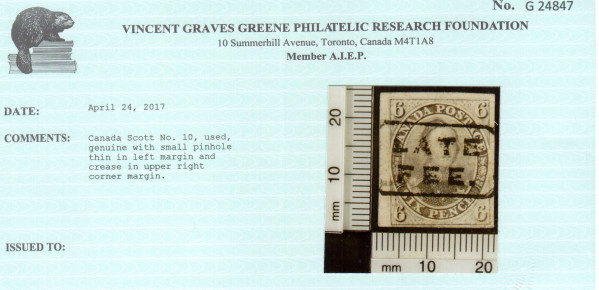 No. G 24847
VINCENT GRAVES GREENE PHILATELIC RESEARCH FOUNDATION
10 Summerhill Avenue, Toronto, Canada M4T1A8
Member A.I.E.P.
DATE: April 24, 2017
COMMENTS: Canada Scott No. 10, used,
genuine with small pinhole
thin in left margin and
crease in upper right
corner margin.
20
10
mm
6 6
CANADA POSTAGE
LATE
FEE.
6 6
SIX PENCE
mm 10 20
ISSUED TO: